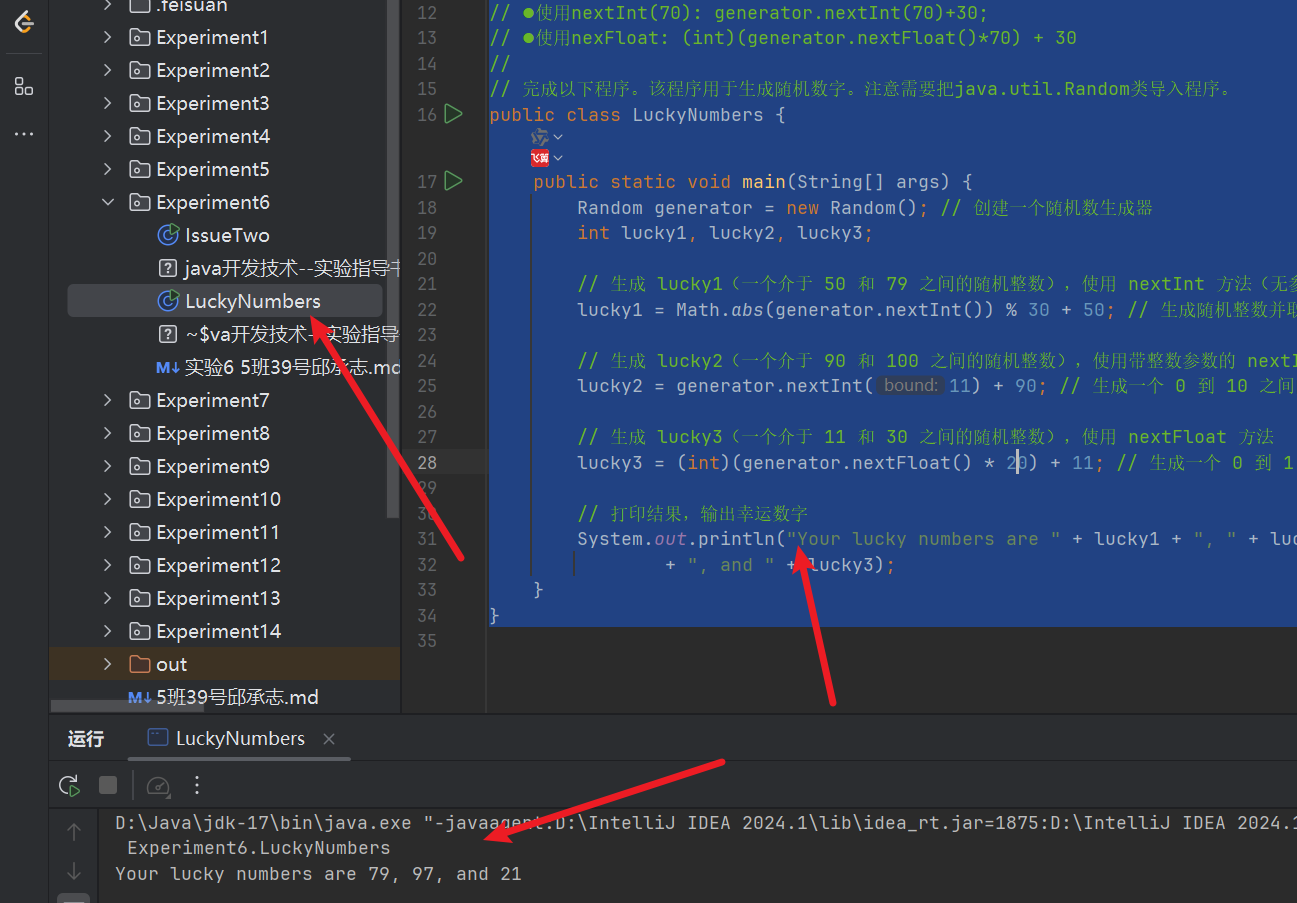 .feisuan
Experiment1
Experiment2
Experiment3
Experiment4
Experiment5
Experiment6
IssueTwo
java开发技术--实验指导书
LuckyNumbers
~$va开发技术--实验指导
实验6 5班39号邱承志.md
Experiment7
Experiment8
Experiment9
Experiment10
Experiment11
Experiment12
Experiment13
Experiment14
out
5班39号邱承志.md
12 // ●使用nextInt(70): generator.nextInt(70)+30;
13 // ●使用nexFloat: (int)(generator.nextFloat()*70) + 30
14 //
15 // 完成以下程序。该程序用于生成随机数字。注意需要把java.util.Random类导入程序。
16 public class LuckyNumbers {
飞算
17 public static void main(String[] args) {
18 Random generator = new Random(); // 创建一个随机数生成器
19 int lucky1, lucky2, lucky3;
20
21 // 生成 lucky1（一个介于 50 和 79 之间的随机整数），使用 nextInt 方法（无参
22 lucky1 = Math.abs(generator.nextInt()) % 30 + 50; // 生成随机整数并取
23
24 // 生成 lucky2（一个介于 90 和 100 之间的随机整数），使用带整数参数的 nextI
25 lucky2 = generator.nextInt( bound: 11) + 90; // 生成一个 0 到 10 之间
26
27 // 生成 lucky3（一个介于 11 和 30 之间的随机整数），使用 nextFloat 方法
28 lucky3 = (int)(generator.nextFloat() * 20) + 11; // 生成一个 0 到 1
29
30 // 打印结果，输出幸运数字
31 System.out.println("Your lucky numbers are " + lucky1 + ", " + luc
32 + ", and " + lucky3);
33 }
34 }
35
运行 LuckyNumbers
D:\Java\jdk-17\bin\java.exe "-javaagent:D:\IntelliJ IDEA 2024.1\lib\idea_rt.jar=1875:D:\IntelliJ IDEA 2024.1
Experiment6.LuckyNumbers
Your lucky numbers are 79, 97, and 21